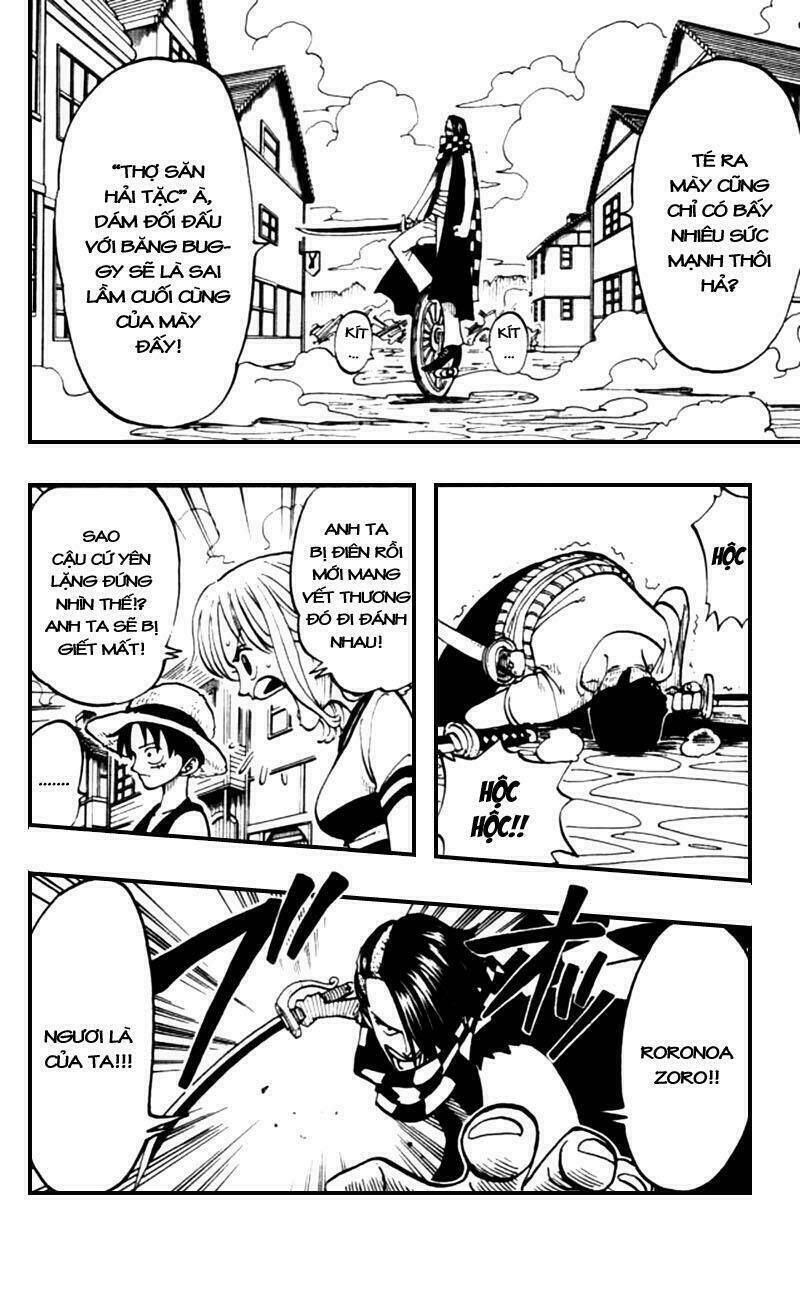 TÉ RA
MÀY CŨNG
CHỈ CÓ BẤY
NHIÊU SỨC
MẠNH THÔI
HẢ?
"THỢ SĂN
HẢI TẶC" À,
DÁM ĐỐI ĐẤU
VỚI BĂNG BUG-
GY SẼ LÀ SAI
LẦM CUỐI CÙNG
CỦA MÀY
ĐẤY!
KÍT
...
KÍT
...
HỘC
HỘC
HỘC!!
ANH TA
BỊ ĐIÊN RỒI
MỚI MANG
VẾT THƯƠNG
ĐÓ ĐI ĐÁNH
NHAU!
SAO
CẬU CỨ YÊN
LẶNG ĐỨNG
NHÌN THẾ!?
ANH TA SẼ BỊ
GIẾT MẤT!
........
RORONOA
ZORO!!
NGƯƠI LÀ
CỦA TA!!!